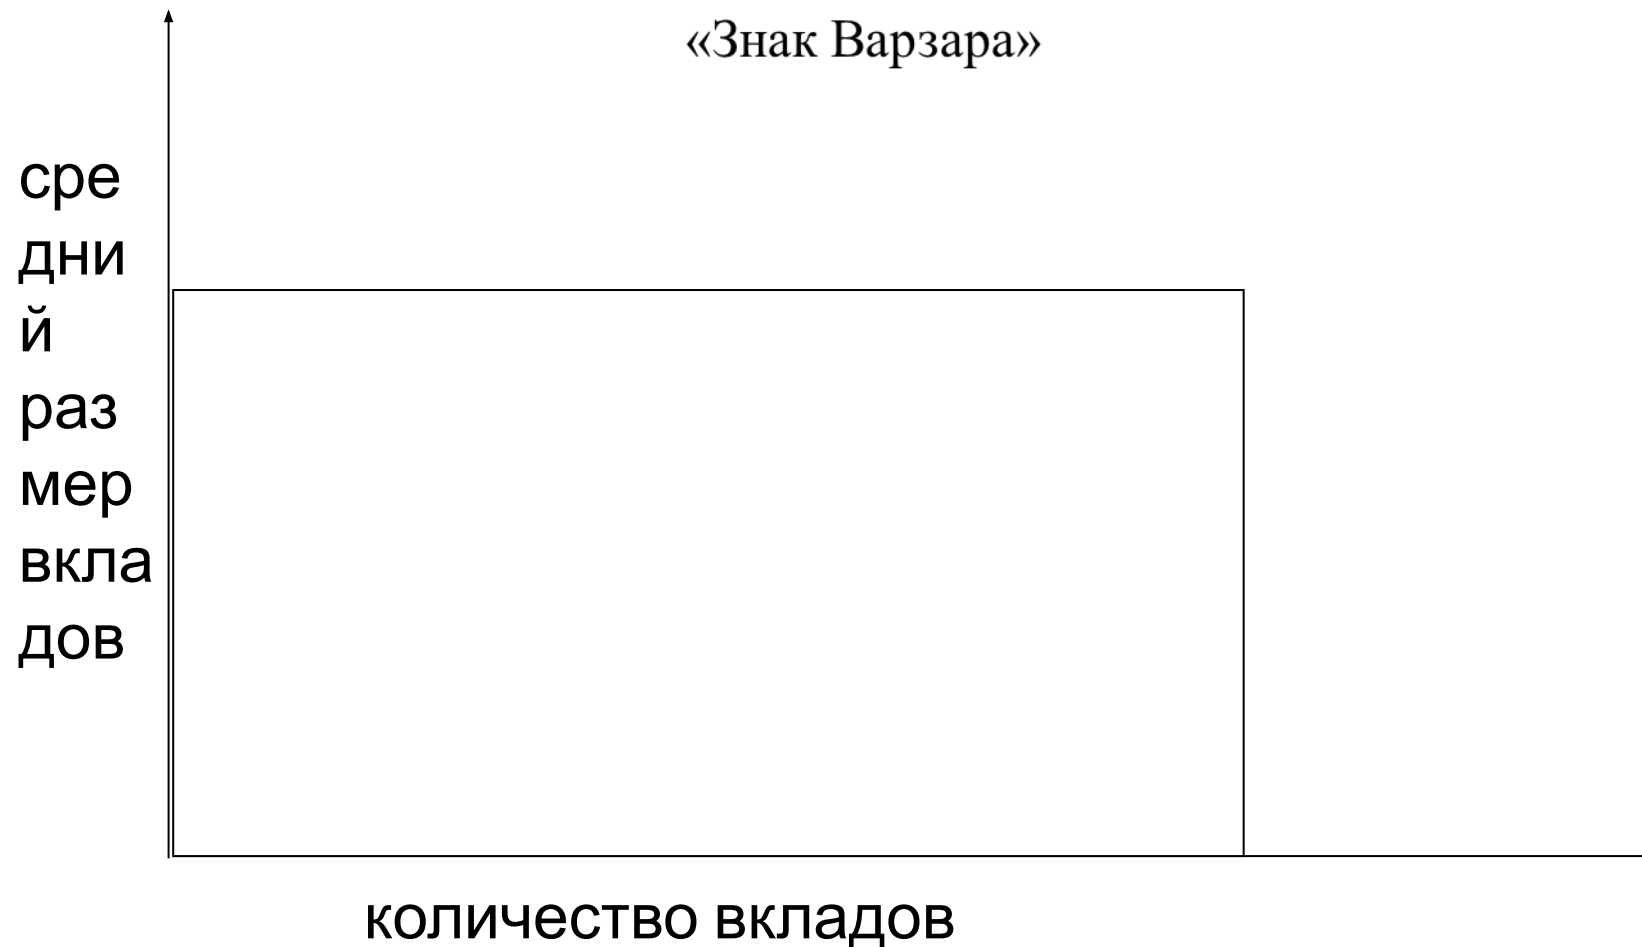 «Знак Варзара»
сре
дни
й
раз
мер
вкла
дов
количество вкладов